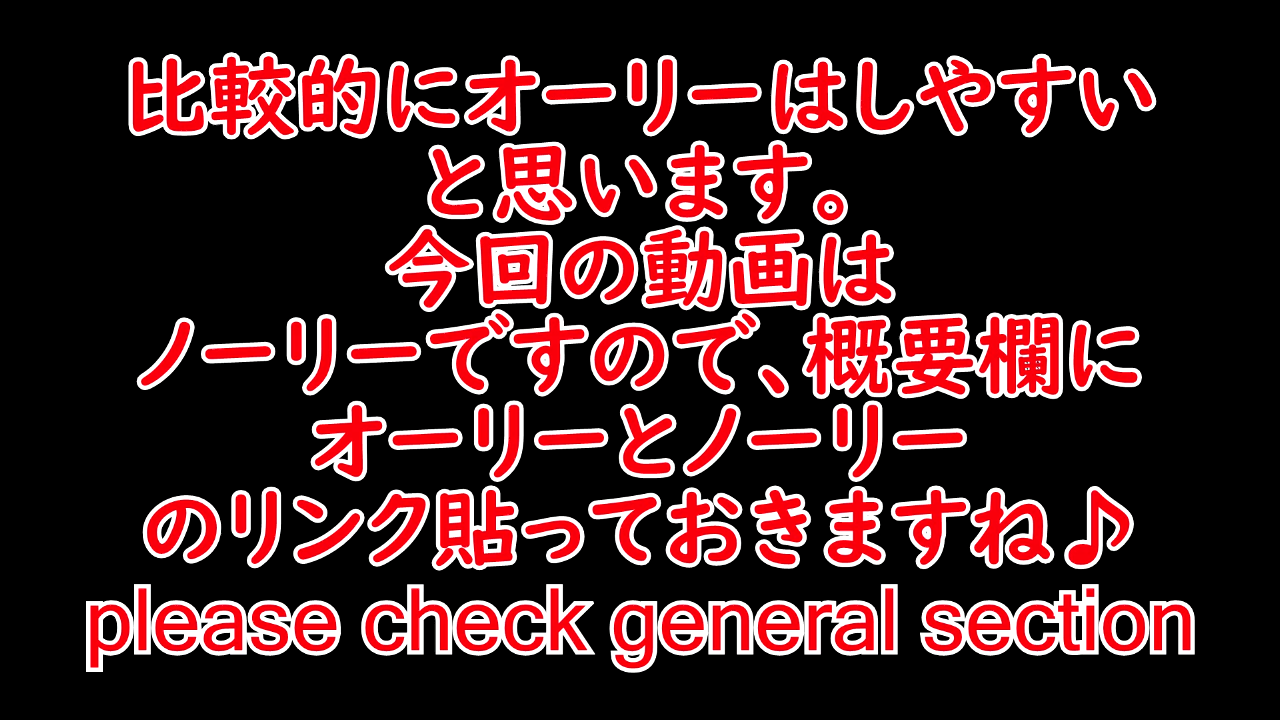 比較的にオーリーはしやすい
と思います。
今回の動画は
ノーリーですので、概要欄に
オーリーとノーリー
のリンク貼っておきますね♪
please check general section